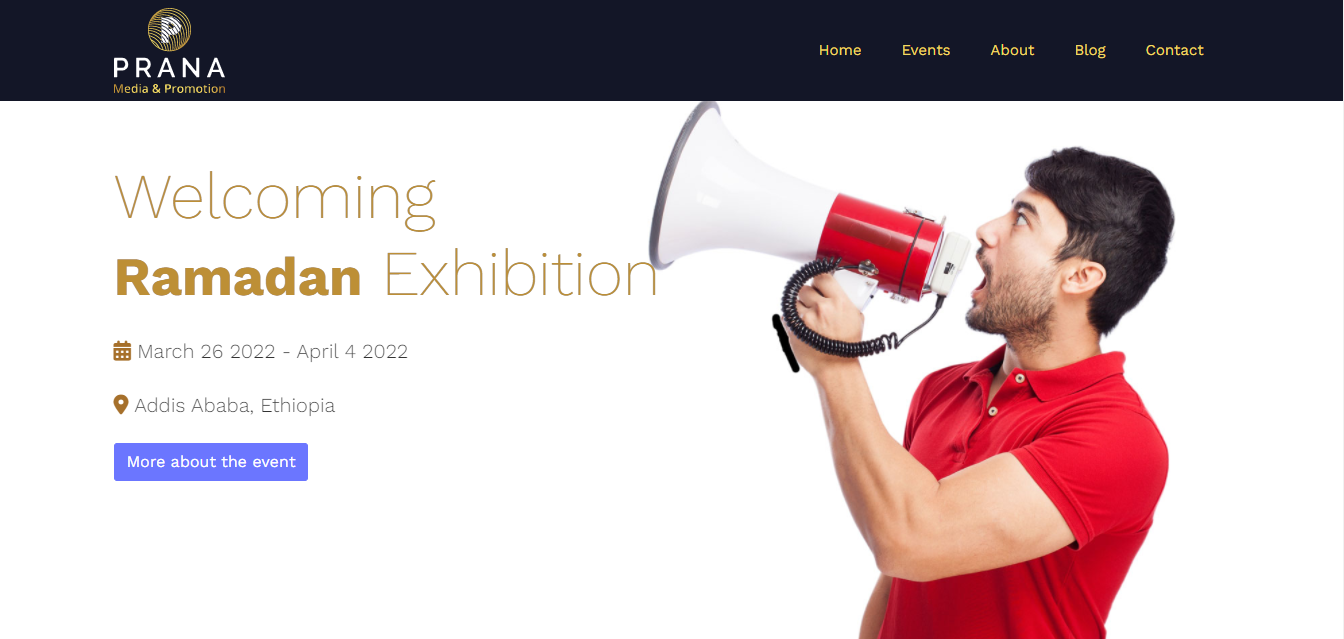 PRANA
Media & Promotion
Home Events About Blog Contact
Welcoming
Ramadan Exhibition
March 26 2022 - April 4 2022
Addis Ababa, Ethiopia
More about the event